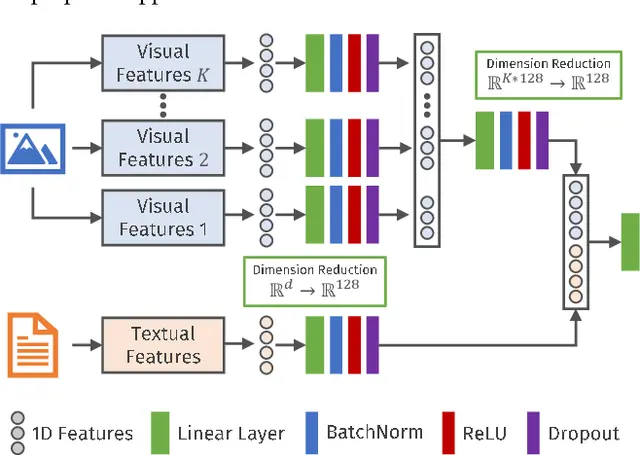 Visual
Features K
Dimension Reduction
ℝ^{K∗128} → ℝ^{128}
Visual
Features 2
Visual
Features 1
Dimension Reduction
ℝ^d → ℝ^{128}
Textual
Features
1D Features
Linear Layer
BatchNorm
ReLU
Dropout